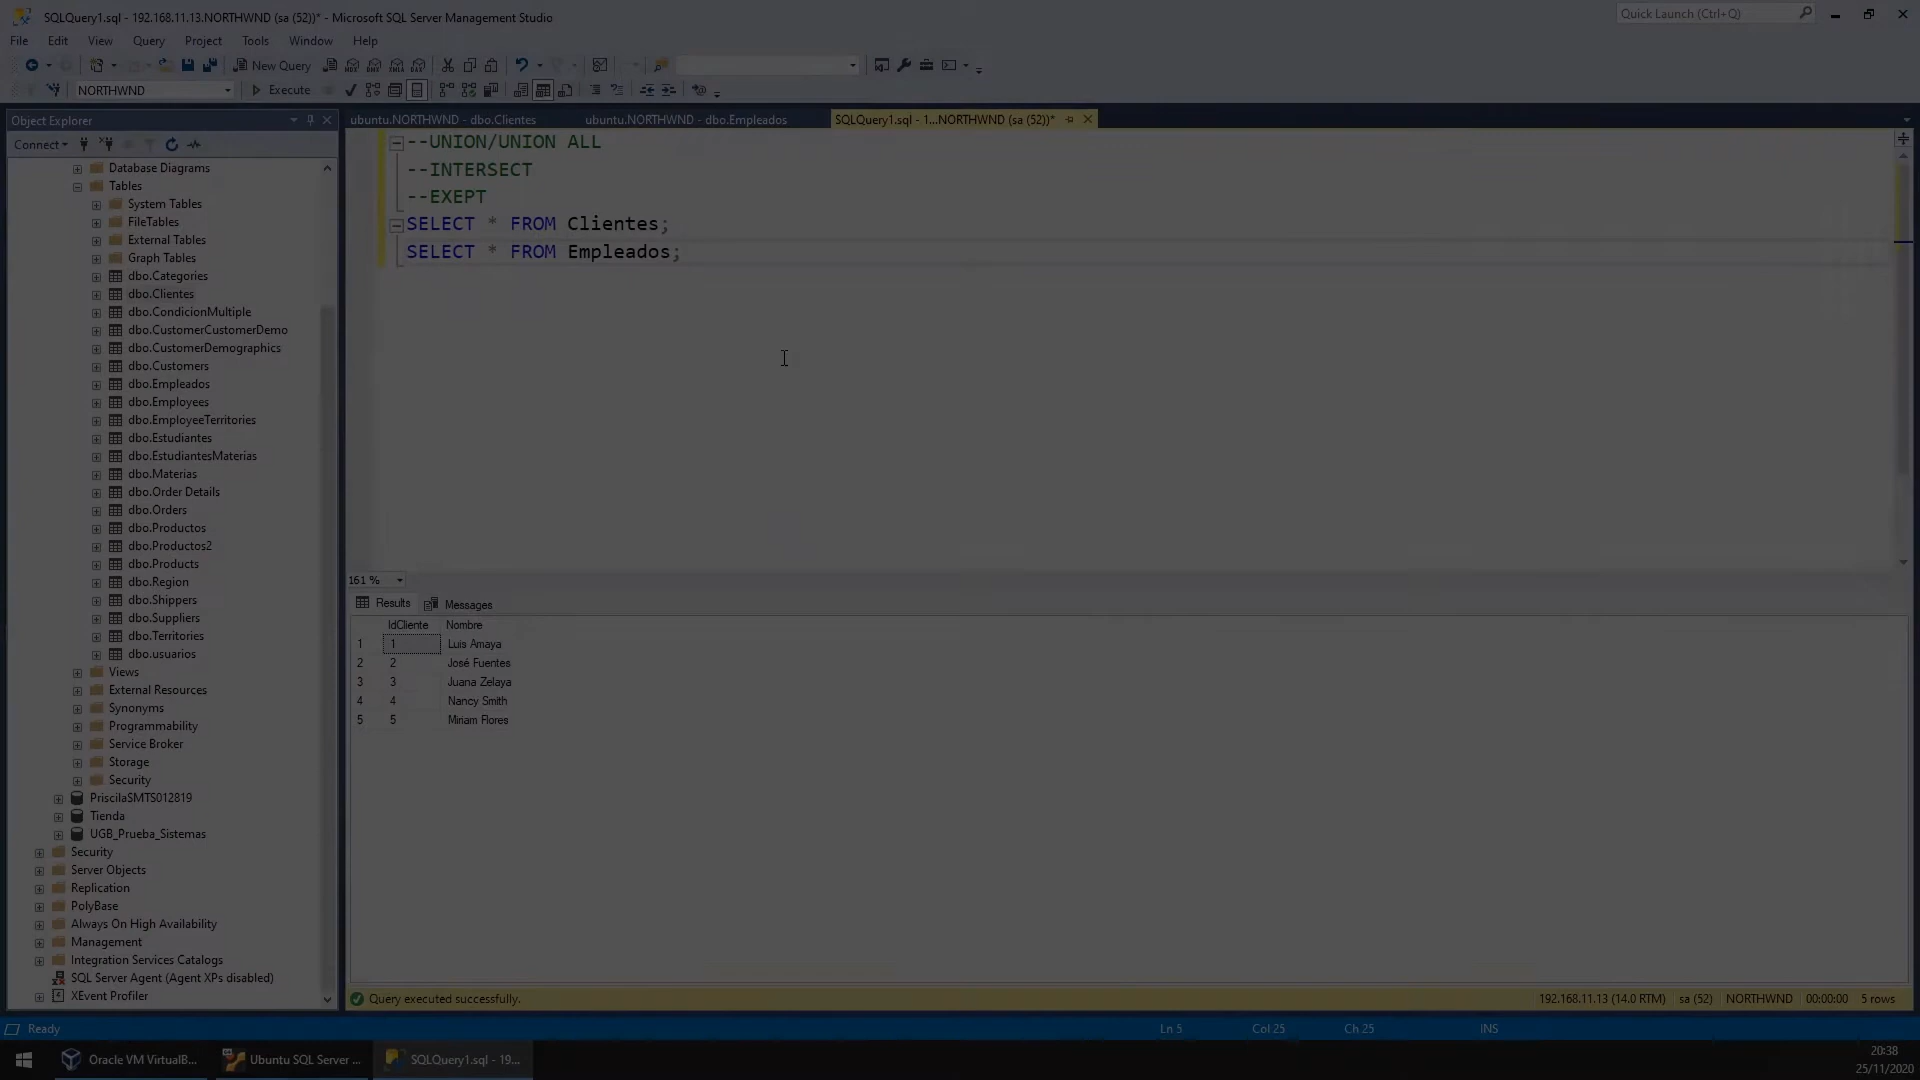 SQLQuery1.sql - 192.168.11.13.NORTHWND (sa (52))* - Microsoft SQL Server Management Studio
Quick Launch (Ctrl+Q)
File Edit View Query Project Tools Window Help
New Query
NORTHWND Execute
Object Explorer
ubuntu.NORTHWND - dbo.Clientes
ubuntu.NORTHWND - dbo.Empleados
SQLQuery1.sql - 1...NORTHWND (sa (52))*
Connect
Database Diagrams
Tables
System Tables
FileTables
External Tables
Graph Tables
dbo.Categories
dbo.Clientes
dbo.CondicionMultiple
dbo.CustomerCustomerDemo
dbo.CustomerDemographics
dbo.Customers
dbo.Empleados
dbo.Employees
dbo.EmployeeTerritories
dbo.Estudiantes
dbo.EstudiantesMaterias
dbo.Materias
dbo.Order Details
dbo.Orders
dbo.Productos
dbo.Productos2
dbo.Products
dbo.Region
dbo.Shippers
dbo.Suppliers
dbo.Territories
dbo.usuarios
Views
External Resources
Synonyms
Programmability
Service Broker
Storage
Security
PriscilaSMTS012819
Tienda
UGB_Prueba_Sistemas
Security
Server Objects
Replication
PolyBase
Always On High Availability
Management
Integration Services Catalogs
SQL Server Agent (Agent XPs disabled)
XEvent Profiler
--UNION/UNION ALL
--INTERSECT
--EXEPT
SELECT * FROM Clientes;
SELECT * FROM Empleados;
161 %
Results Messages
IdCliente Nombre
1 1 Luis Amaya
2 2 José Fuentes
3 3 Juana Zelaya
4 4 Nancy Smith
5 5 Miriam Flores
Query executed successfully.
192.168.11.13 (14.0 RTM) sa (52) NORTHWND 00:00:00 5 rows
Ready Ln 5 Col 25 Ch 25 INS
Oracle VM VirtualB...
Ubuntu SQL Server ...
SQLQuery1.sql - 19...
20:38
25/11/2020